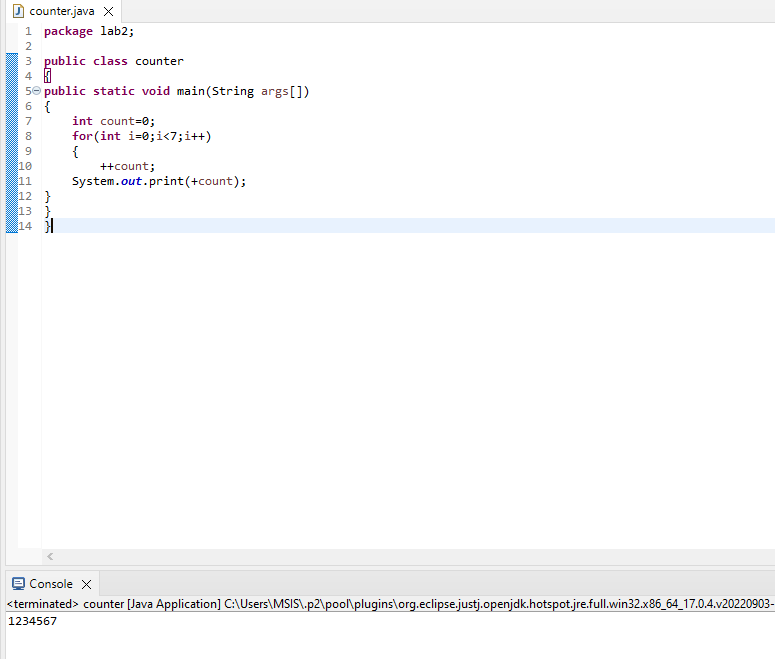 counter.java
1 package lab2;
2
3 public class counter
4 {
5 public static void main(String args[])
6 {
7 int count=0;
8 for(int i=0;i<7;i++)
9 {
10 ++count;
11 System.out.print(+count);
12 }
13 }
14 }
Console
<terminated> counter [Java Application] C:\Users\MSIS\.p2\pool\plugins\org.eclipse.justj.openjdk.hotspot.jre.full.win32.x86_64_17.0.4.v20220903-
1234567